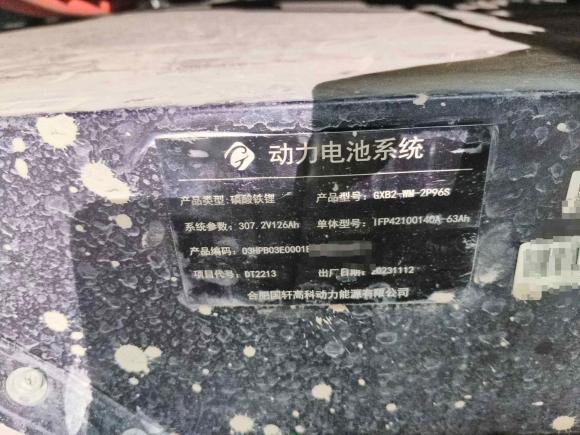 动力电池系统
产品类型: 磷酸铁锂 产品型号: GXB2-WM-2P96S
系统参数: 307.2V126Ah 单体型号: IFP42100140A-63Ah
产品编码: 03HPB03E0001
项目代号: DT2213 出厂日期: 20231112
合肥国轩高科动力能源有限公司